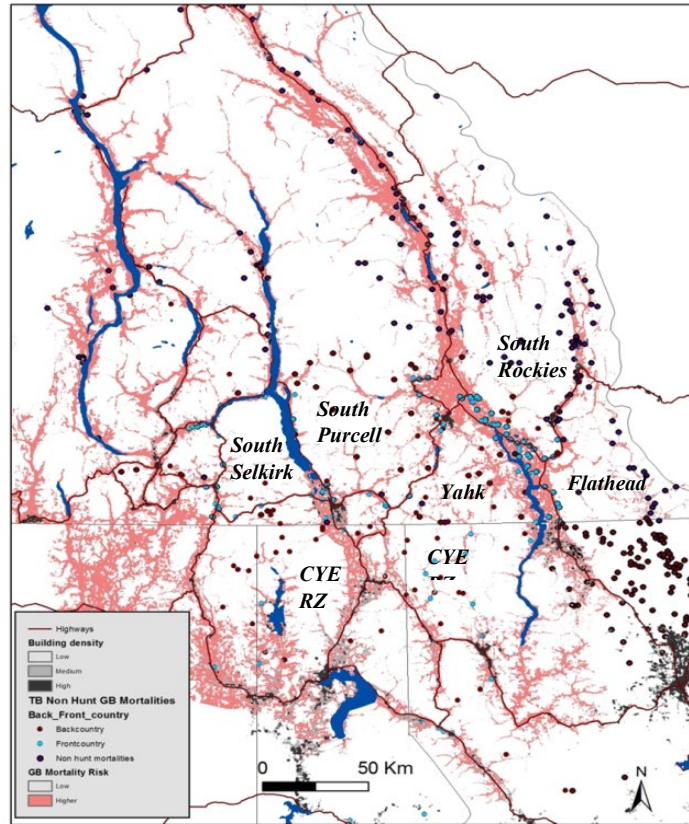 South
Rockies
South
Purcell
South
Selkirk
Yahk
Flathead
CYE
RZ
CYE
Highways
Building density
Low
Medium
High
TB Non Hunt GB Mortalities
Back_Front_country
Backcountry
Frontcountry
Non hunt mortalities
GB Mortality Risk
Low
Higher
0 50 Km
N